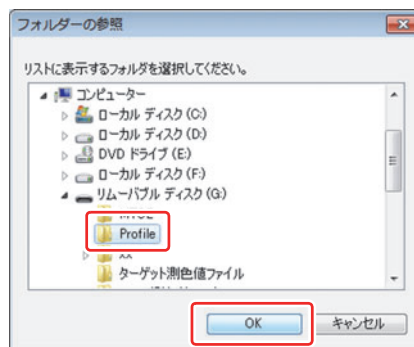 フォルダーの参照
リストに表示するフォルダを選択してください。
コンピューター
ローカル ディスク (C:)
ローカル ディスク (D:)
DVD ドライブ (E:)
ローカル ディスク (F:)
リムーバブル ディスク (G:)
Profile
ターゲット測色値ファイル
OK
キャンセル